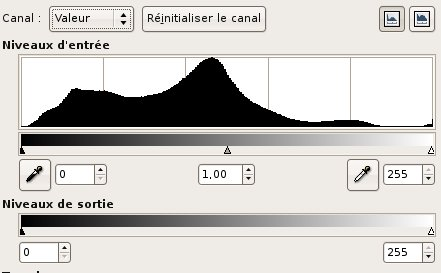 Canal : Valeur Réinitialiser le canal
Niveaux d'entrée
0 1,00 255
Niveaux de sortie
0 255